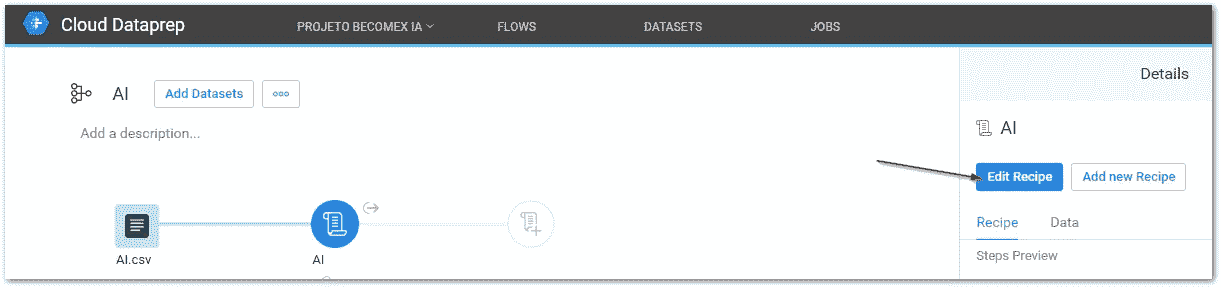 Cloud Dataprep
PROJETO BECOMEX IA
FLOWS
DATASETS
JOBS
AI
Add Datasets
Add a description...
AI.csv
AI
Details
AI
Edit Recipe
Add new Recipe
Recipe
Data
Steps Preview